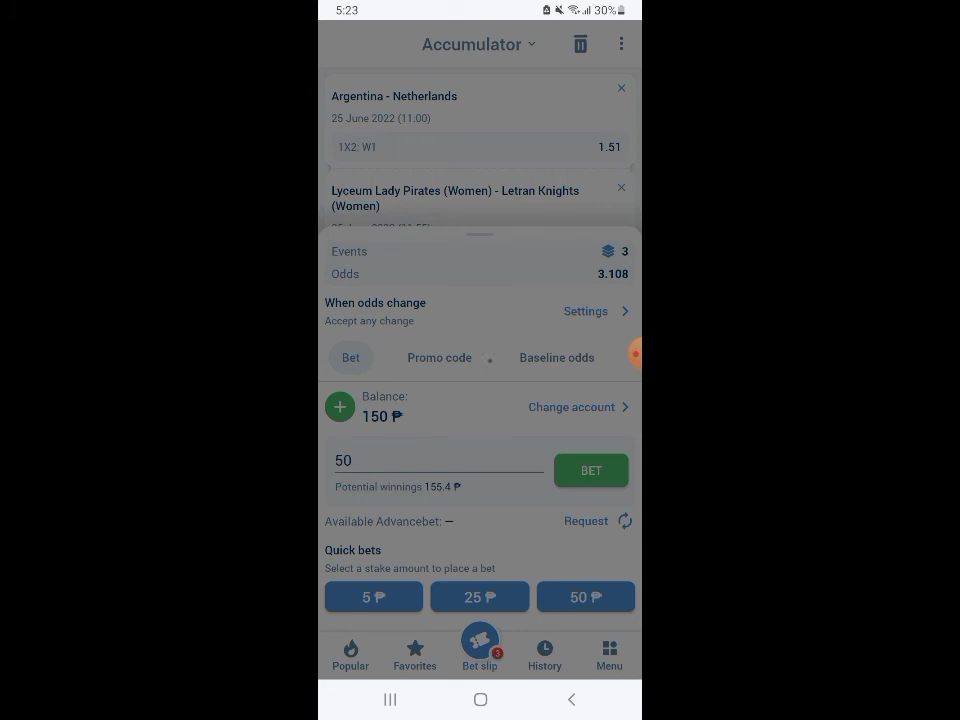 5:23
30%
Accumulator
Argentina - Netherlands
25 June 2022 (11:00)
1X2: W1
1.51
Lyceum Lady Pirates (Women) - Letran Knights
(Women)
Events
3
Odds
3.108
When odds change
Accept any change
Settings
Bet
Promo code
Baseline odds
Balance:
150 ₱
Change account
50
BET
Potential winnings 155.4 ₱
Available Advancebet: –
Request
Quick bets
Select a stake amount to place a bet
5 ₱
25 ₱
50 ₱
3
Popular
Favorites
Bet slip
History
Menu